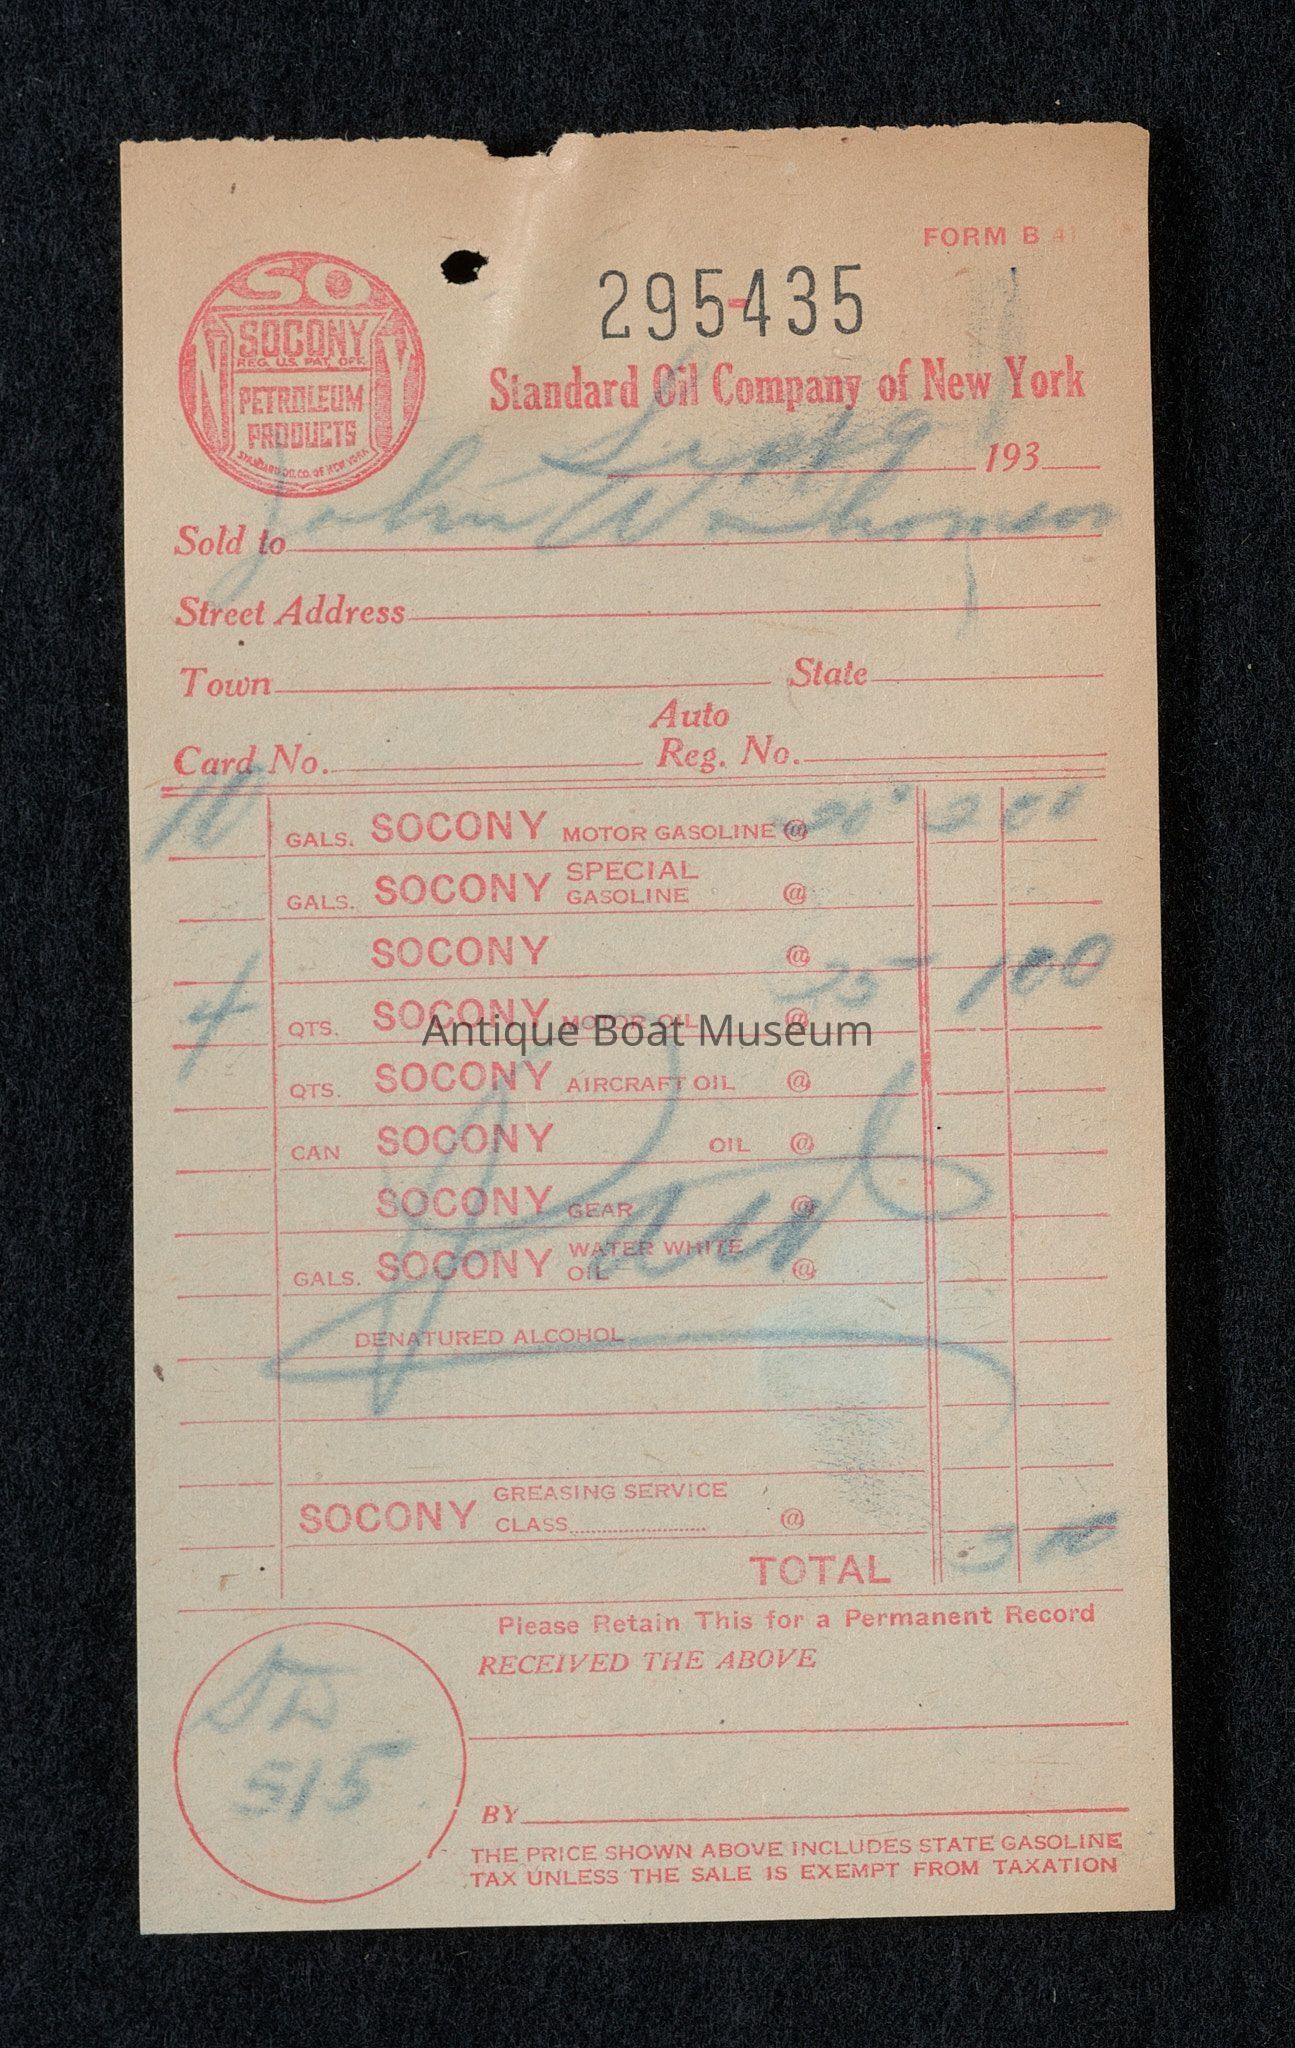 FORM B 41
295435
SO
SOCONY
REG. U.S. PAT. OFF.
PETROLEUM
PRODUCTS
STANDARD OIL CO. OF NEW YORK
Standard Oil Company of New York
193
Sold to John W
Street Address
Town State
Auto
Card No. Reg. No.
10 GALS. SOCONY MOTOR GASOLINE @ 20 2 00
GALS. SOCONY SPECIAL GASOLINE @
SOCONY @
4 QTS. SOCONY MOTOR OIL @ 25 1 00
QTS. SOCONY AIRCRAFT OIL @
CAN SOCONY OIL @
SOCONY GEAR @
GALS. SOCONY WATER WHITE OIL @
Paid
DENATURED ALCOHOL
SOCONY GREASING SERVICE
CLASS @
TOTAL 3 00
Please Retain This for a Permanent Record
RECEIVED THE ABOVE
515
BY
THE PRICE SHOWN ABOVE INCLUDES STATE GASOLINE
TAX UNLESS THE SALE IS EXEMPT FROM TAXATION
Antique Boat Museum